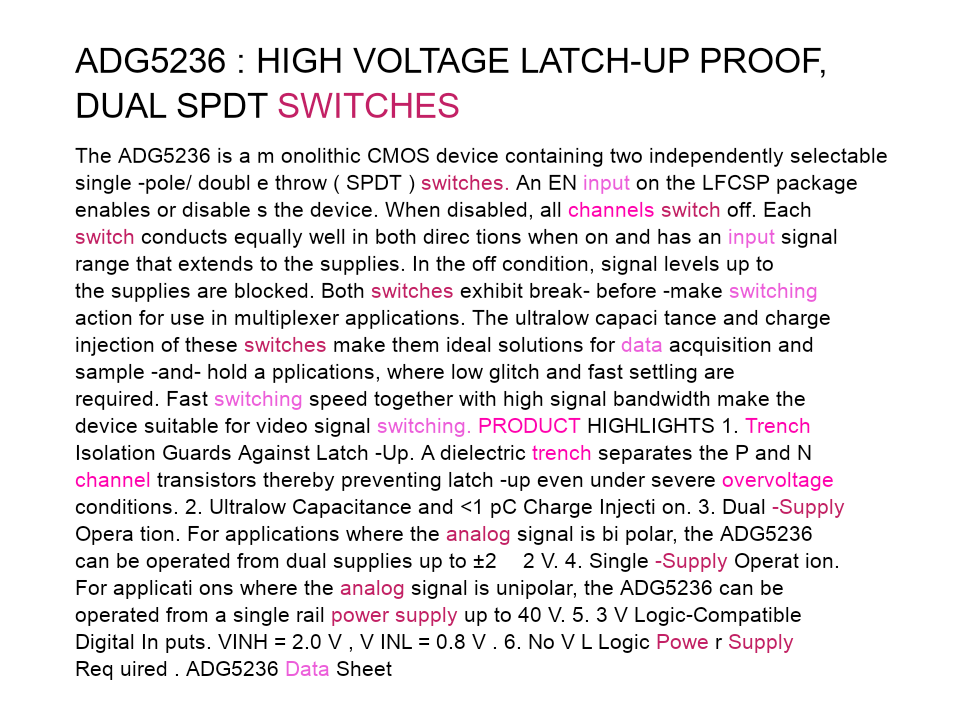 ADG5236 : HIGH VOLTAGE LATCH-UP PROOF,
DUAL SPDT SWITCHES
The ADG5236 is a m onolithic CMOS device containing two independently selectable
single -pole/ doubl e throw ( SPDT ) switches. An EN input on the LFCSP package
enables or disable s the device. When disabled, all channels switch off. Each
switch conducts equally well in both direc tions when on and has an input signal
range that extends to the supplies. In the off condition, signal levels up to
the supplies are blocked. Both switches exhibit break- before -make switching
action for use in multiplexer applications. The ultralow capaci tance and charge
injection of these switches make them ideal solutions for data acquisition and
sample -and- hold a pplications, where low glitch and fast settling are
required. Fast switching speed together with high signal bandwidth make the
device suitable for video signal switching. PRODUCT HIGHLIGHTS 1. Trench
Isolation Guards Against Latch -Up. A dielectric trench separates the P and N
channel transistors thereby preventing latch -up even under severe overvoltage
conditions. 2. Ultralow Capacitance and <1 pC Charge Injecti on. 3. Dual -Supply
Opera tion. For applications where the analog signal is bi polar, the ADG5236
can be operated from dual supplies up to ±2    2 V. 4. Single -Supply Operat ion.
For applicati ons where the analog signal is unipolar, the ADG5236 can be
operated from a single rail power supply up to 40 V. 5. 3 V Logic-Compatible
Digital In puts. VINH = 2.0 V , V INL = 0.8 V . 6. No V L Logic Powe r Supply
Req uired . ADG5236 Data Sheet